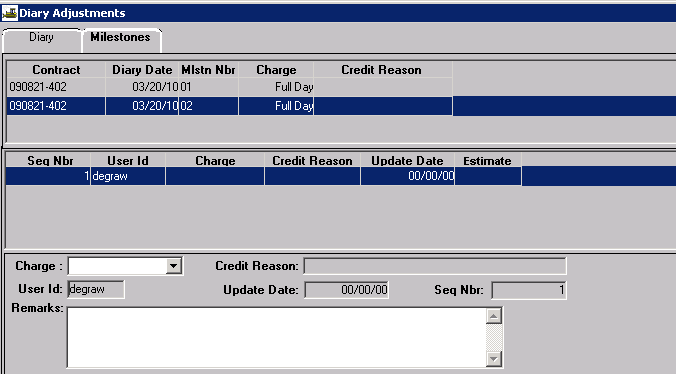 Diary Adjustments
Diary Milestones
Contract Diary Date Mlstn Nbr Charge Credit Reason
090821-402 03/20/10 01 Full Day
090821-402 03/20/10 02 Full Day
Seq Nbr User Id Charge Credit Reason Update Date Estimate
1 degraw 00/00/00
Charge : Credit Reason:
User Id: degraw Update Date: 00/00/00 Seq Nbr: 1
Remarks: